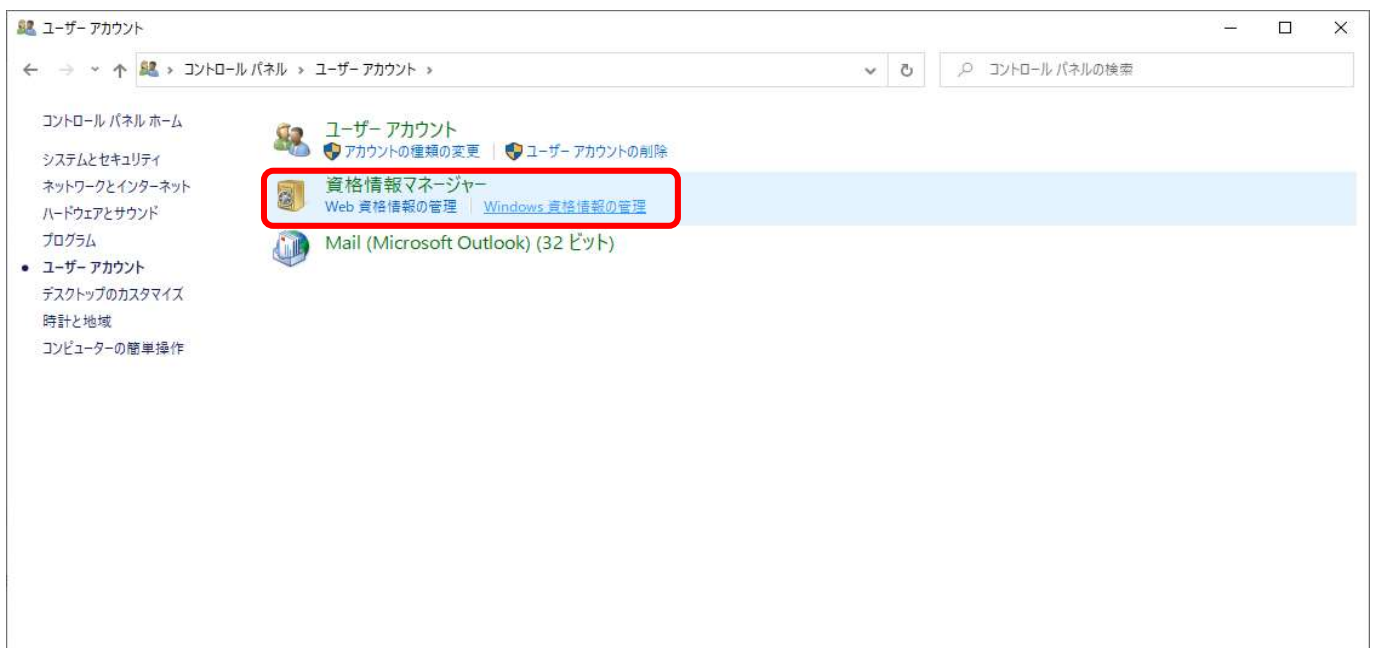 ユーザー アカウント
コントロール パネル › ユーザー アカウント ›
コントロール パネルの検索
コントロール パネル ホーム
システムとセキュリティ
ネットワークとインターネット
ハードウェアとサウンド
プログラム
ユーザー アカウント
デスクトップのカスタマイズ
時計と地域
コンピューターの簡単操作
ユーザー アカウント
アカウントの種類の変更 ユーザー アカウントの削除
資格情報マネージャー
Web 資格情報の管理 Windows 資格情報の管理
Mail (Microsoft Outlook) (32 ビット)